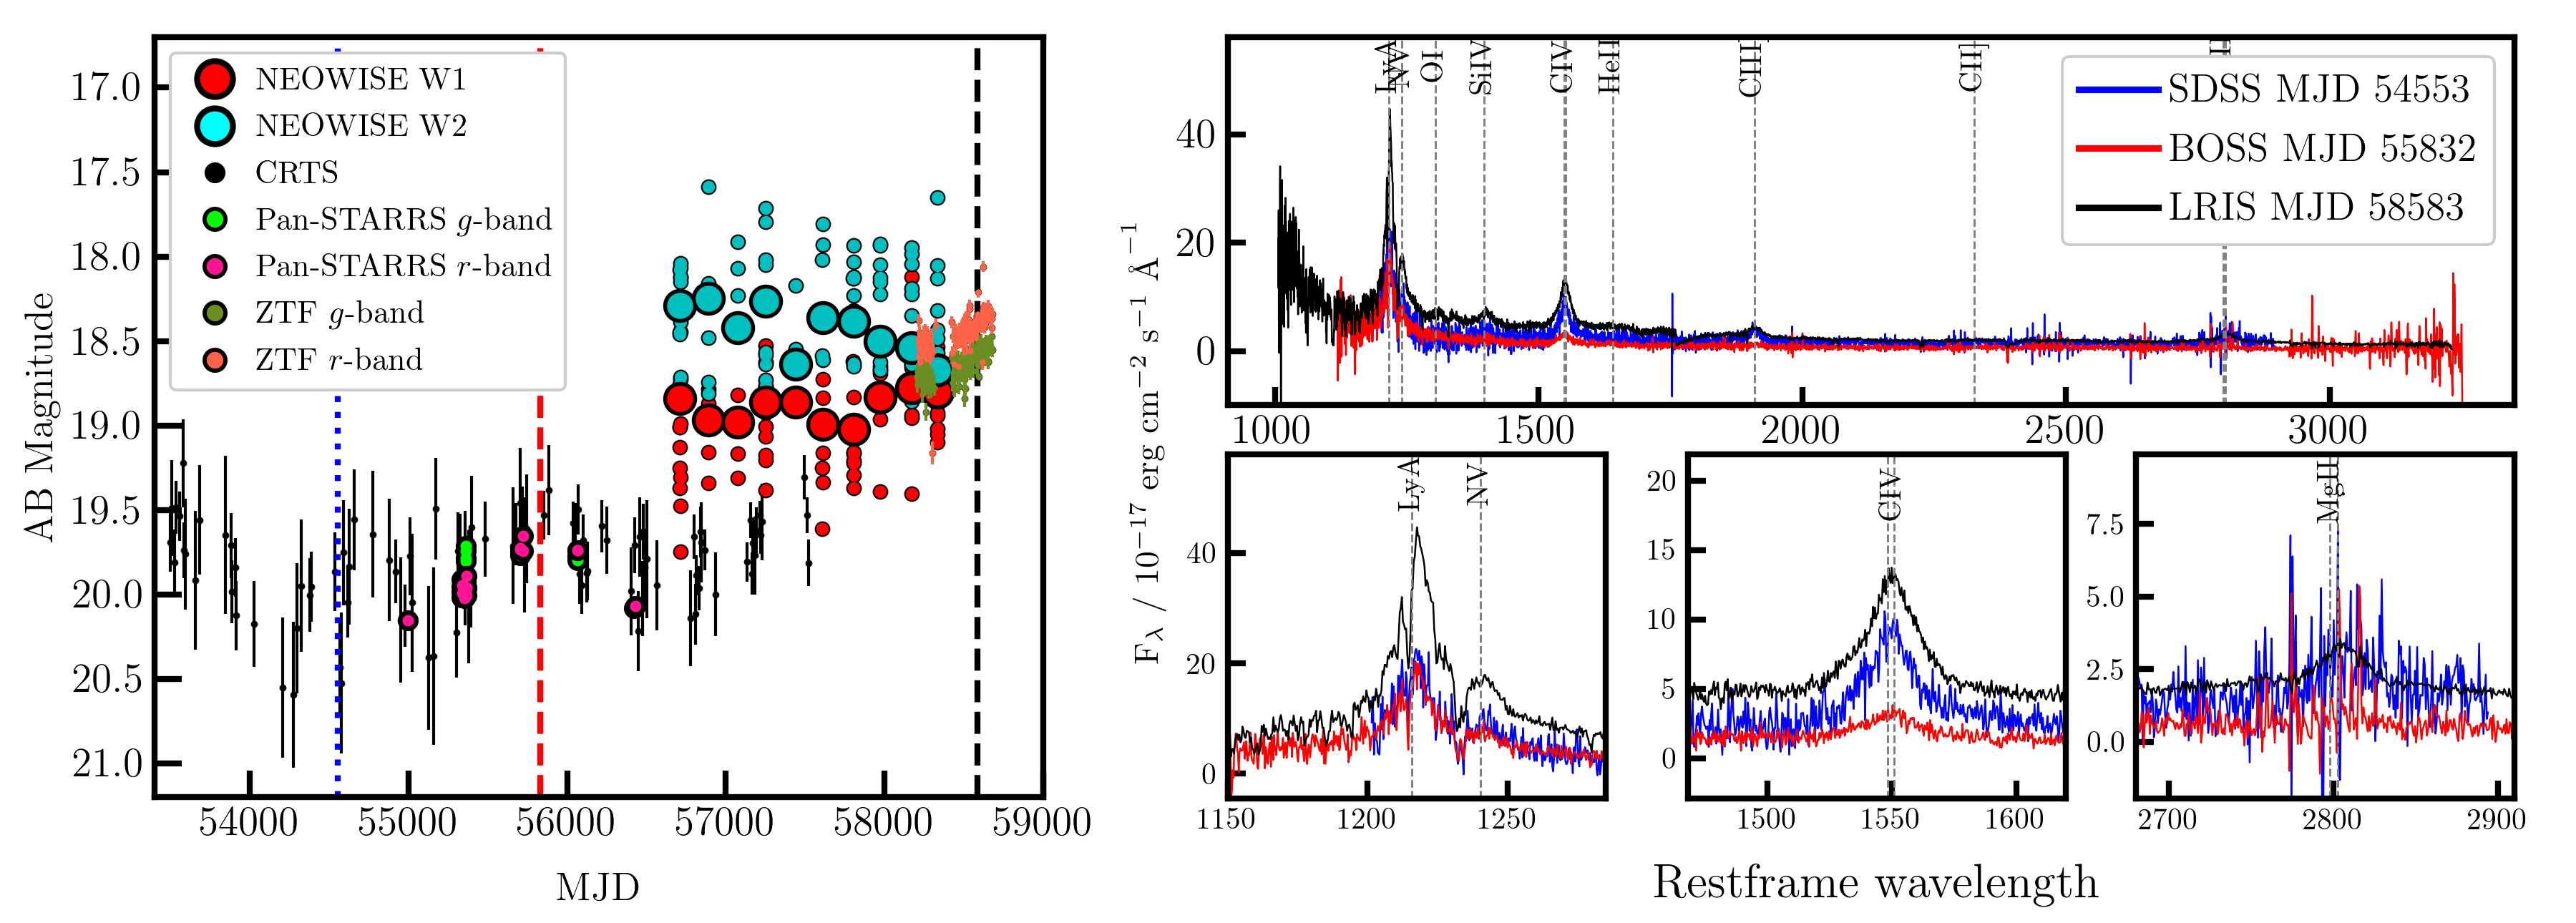 AB Magnitude
17.0
17.5
18.0
18.5
19.0
19.5
20.0
20.5
21.0
NEOWISE W1
NEOWISE W2
CRTS
Pan-STARRS g-band
Pan-STARRS r-band
ZTF g-band
ZTF r-band
54000 55000 56000 57000 58000 59000
MJD
Fλ / 10−17 erg cm−2 s−1 Å−1
40
20
0
LyA NV OI SiIV CIV HeII CIII] CII]
SDSS MJD 54553
BOSS MJD 55832
LRIS MJD 58583
1000 1500 2000 2500 3000
40
20
0
LyA NV
1150 1200 1250
20
15
10
5
0
CIV
1500 1550 1600
7.5
5.0
2.5
0.0
MgII
2700 2800 2900
Restframe wavelength